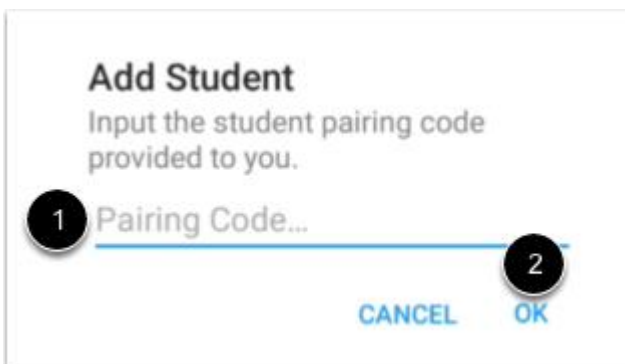 Add Student
Input the student pairing code
provided to you.
1 Pairing Code...
2
CANCEL OK